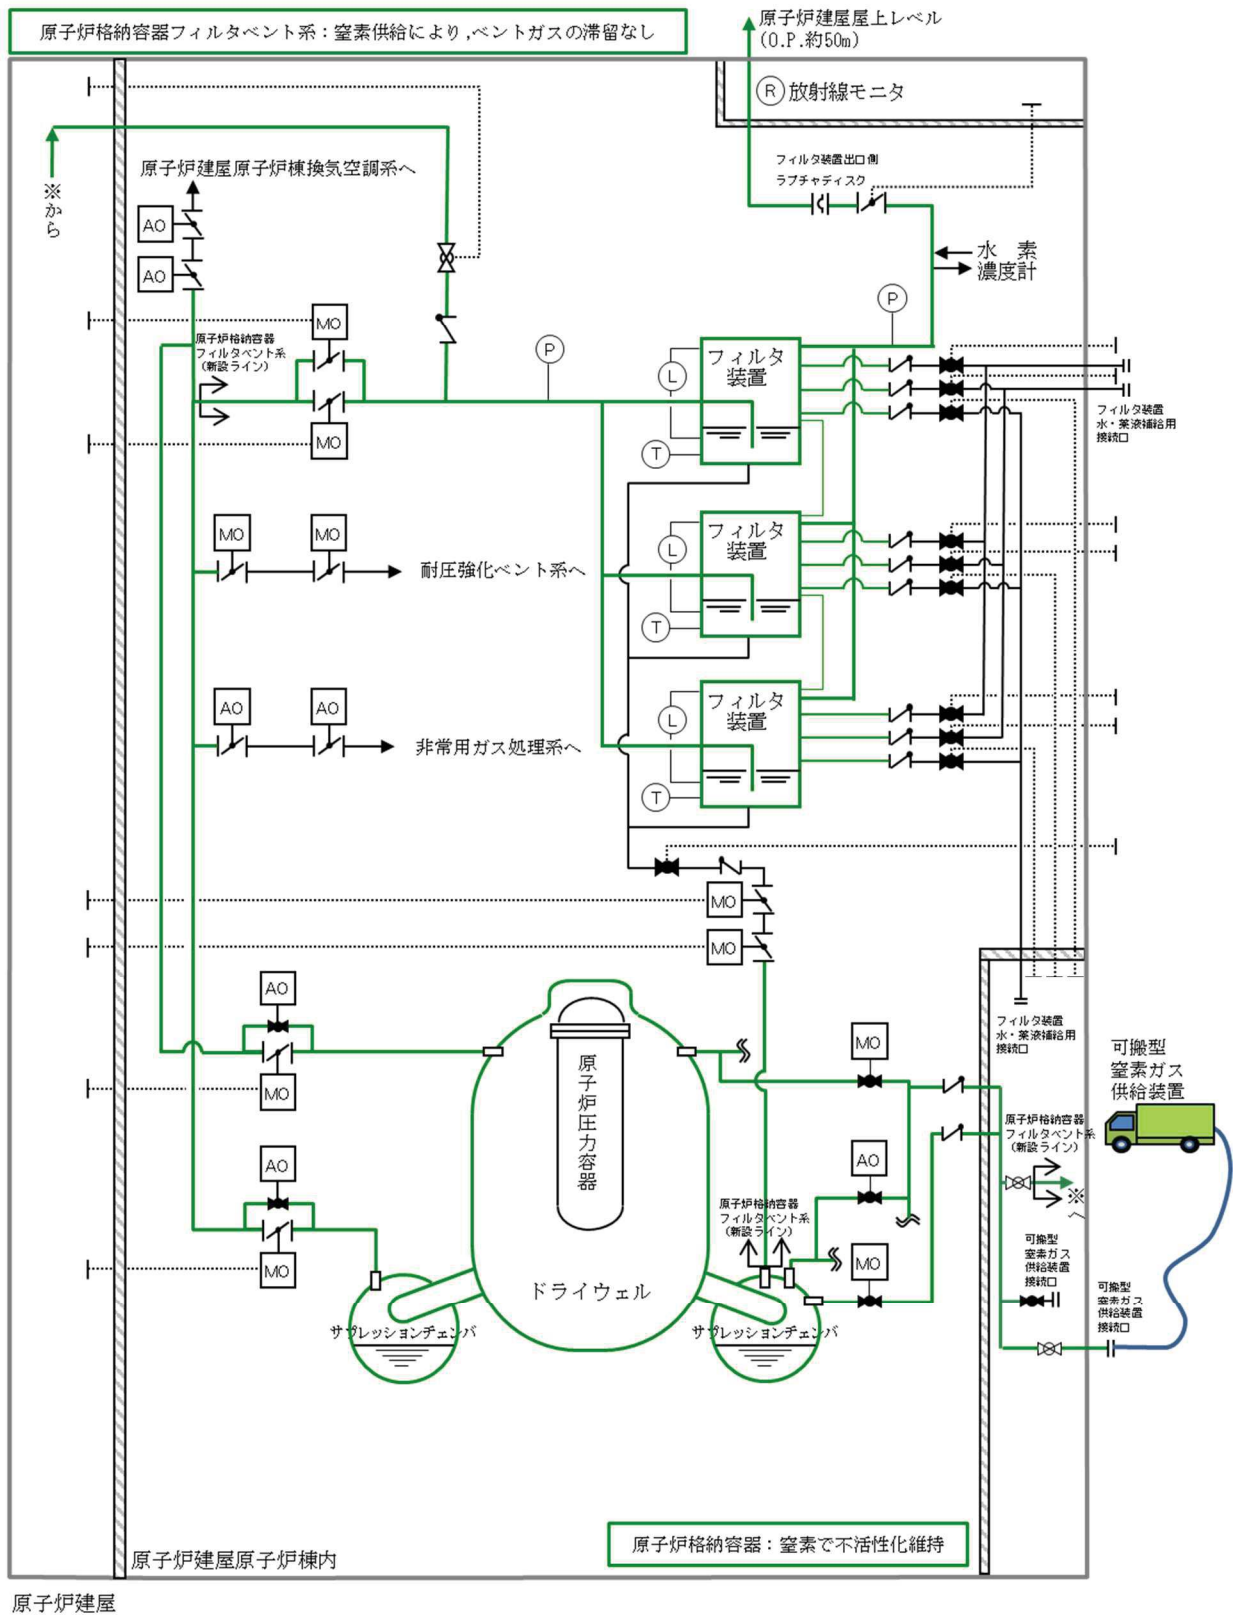 原子炉格納容器フィルタベント系：窒素供給により,ベントガスの滞留なし
原子炉建屋屋上レベル
(O.P.約50m)
R 放射線モニタ
フィルタ装置出口側
ラプチャディスク
※から
原子炉建屋原子炉棟換気空調系へ
AO
AO
水　素
濃度計
P
MO
原子炉格納容器
フィルタベント系
(新設ライン)
P
MO
フィルタ
装置
L
T
フィルタ装置
水・薬液補給用
接続口
MO
MO
耐圧強化ベント系へ
フィルタ
装置
L
T
AO
AO
非常用ガス処理系へ
フィルタ
装置
L
T
MO
MO
AO
MO
原子炉圧力容器
MO
フィルタ装置
水・薬液補給用
接続口
可搬型
窒素ガス
供給装置
原子炉格納容器
フィルタベント系
(新設ライン)
AO
AO
※へ
原子炉格納容器
フィルタベント系
(新設ライン)
MO
MO
可搬型
窒素ガス
供給装置
接続口
可搬型
窒素ガス
供給装置
接続口
ドライウェル
サプレッションチェンバ
サプレッションチェンバ
原子炉格納容器：窒素で不活性化維持
原子炉建屋原子炉棟内
原子炉建屋